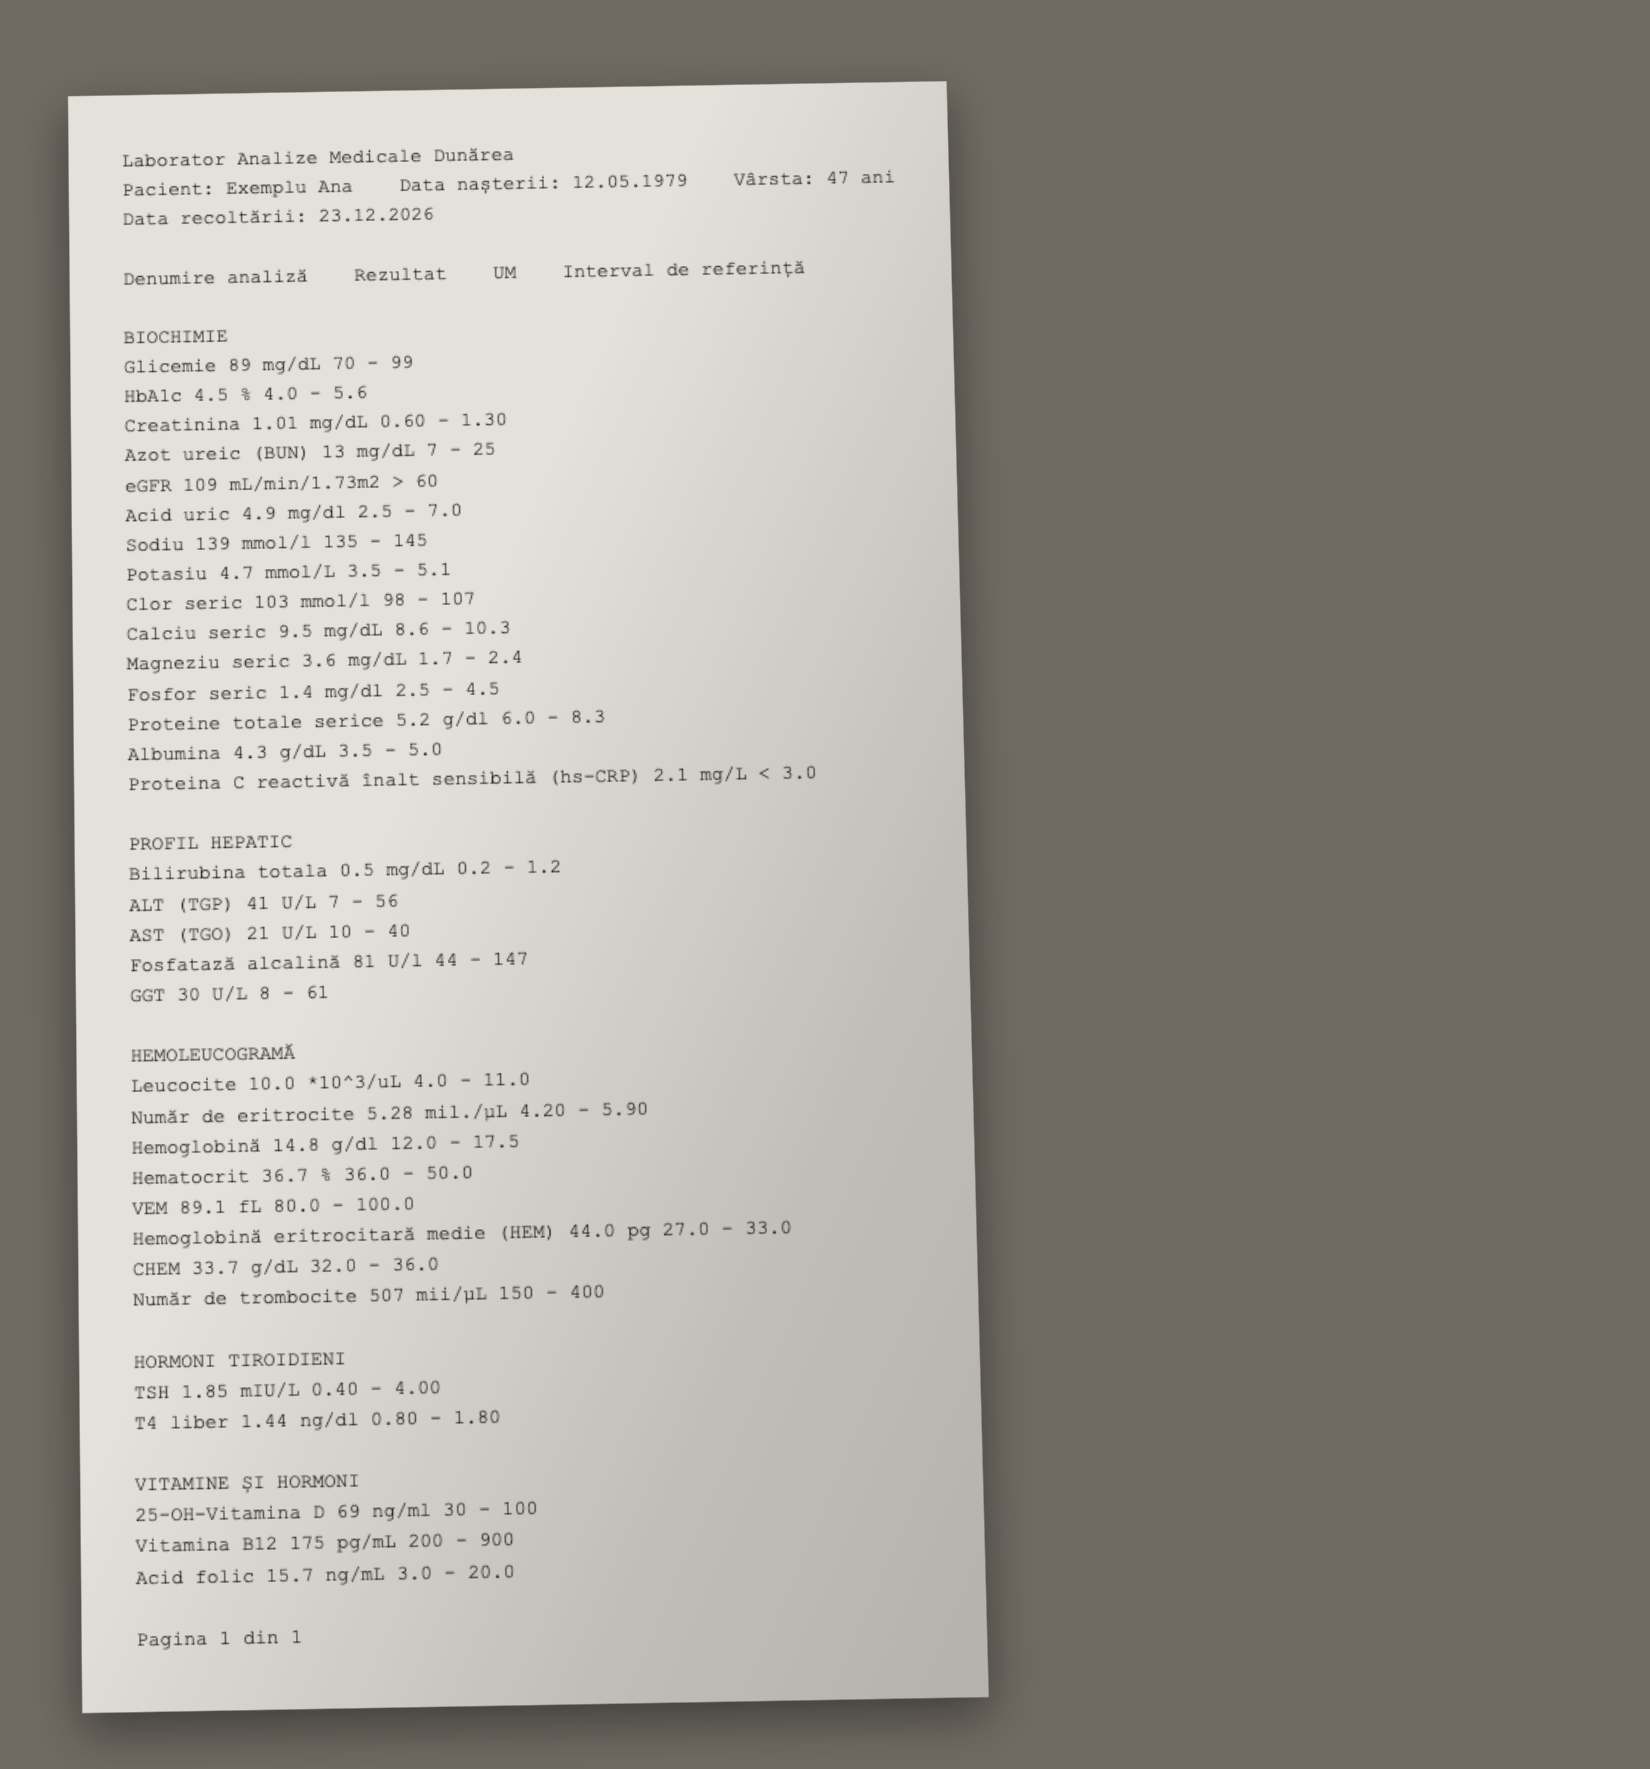 Laborator Analize Medicale Dunărea
Pacient: Exemplu Ana    Data nașterii: 12.05.1979    Vârsta: 47 ani
Data recoltării: 23.12.2026
Denumire analiză    Rezultat    UM    Interval de referință
BIOCHIMIE
Glicemie 89 mg/dL 70 - 99
HbA1c 4.5 % 4.0 - 5.6
Creatinina 1.01 mg/dL 0.60 - 1.30
Azot ureic (BUN) 13 mg/dL 7 - 25
eGFR 109 mL/min/1.73m2 > 60
Acid uric 4.9 mg/dl 2.5 - 7.0
Sodiu 139 mmol/l 135 - 145
Potasiu 4.7 mmol/L 3.5 - 5.1
Clor seric 103 mmol/l 98 - 107
Calciu seric 9.5 mg/dL 8.6 - 10.3
Magneziu seric 3.6 mg/dL 1.7 - 2.4
Fosfor seric 1.4 mg/dl 2.5 - 4.5
Proteine totale serice 5.2 g/dl 6.0 - 8.3
Albumina 4.3 g/dL 3.5 - 5.0
Proteina C reactivă înalt sensibilă (hs-CRP) 2.1 mg/L < 3.0
PROFIL HEPATIC
Bilirubina totala 0.5 mg/dL 0.2 - 1.2
ALT (TGP) 41 U/L 7 - 56
AST (TGO) 21 U/L 10 - 40
Fosfatază alcalină 81 U/l 44 - 147
GGT 30 U/L 8 - 61
HEMOLEUCOGRAMĂ
Leucocite 10.0 *10^3/uL 4.0 - 11.0
Număr de eritrocite 5.28 mil./µL 4.20 - 5.90
Hemoglobină 14.8 g/dl 12.0 - 17.5
Hematocrit 36.7 % 36.0 - 50.0
VEM 89.1 fL 80.0 - 100.0
Hemoglobină eritrocitară medie (HEM) 44.0 pg 27.0 - 33.0
CHEM 33.7 g/dL 32.0 - 36.0
Număr de trombocite 507 mii/µL 150 - 400
HORMONI TIROIDIENI
TSH 1.85 mIU/L 0.40 - 4.00
T4 liber 1.44 ng/dl 0.80 - 1.80
VITAMINE ȘI HORMONI
25-OH-Vitamina D 69 ng/ml 30 - 100
Vitamina B12 175 pg/mL 200 - 900
Acid folic 15.7 ng/mL 3.0 - 20.0
Pagina 1 din 1